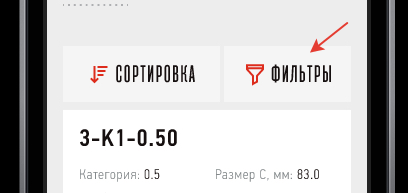 СОРТИРОВКА ФИЛЬТРЫ
3-K1-0.50
Категория: 0.5 Размер C, мм: 83.0